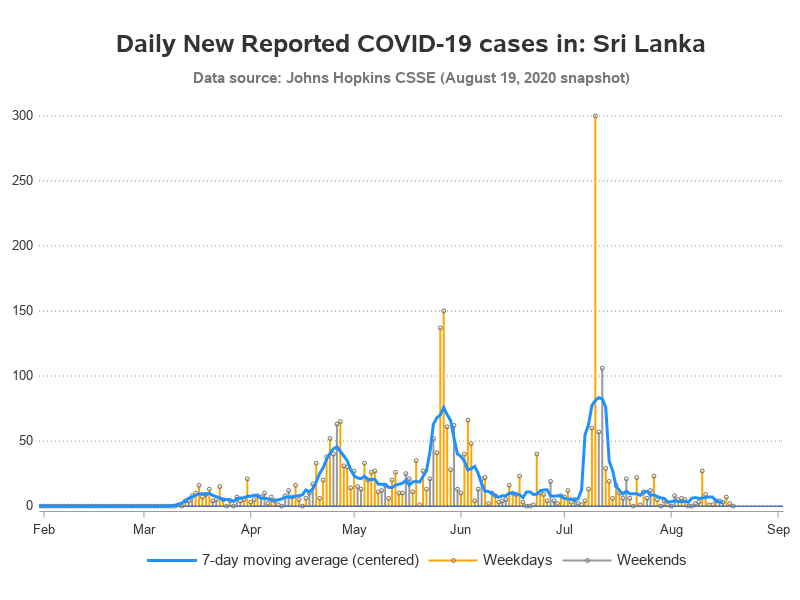 Daily New Reported COVID-19 cases in: Sri Lanka
Data source: Johns Hopkins CSSE (August 19, 2020 snapshot)
300
250
200
150
100
50
0
Feb Mar Apr May Jun Jul Aug Sep
7-day moving average (centered) Weekdays Weekends